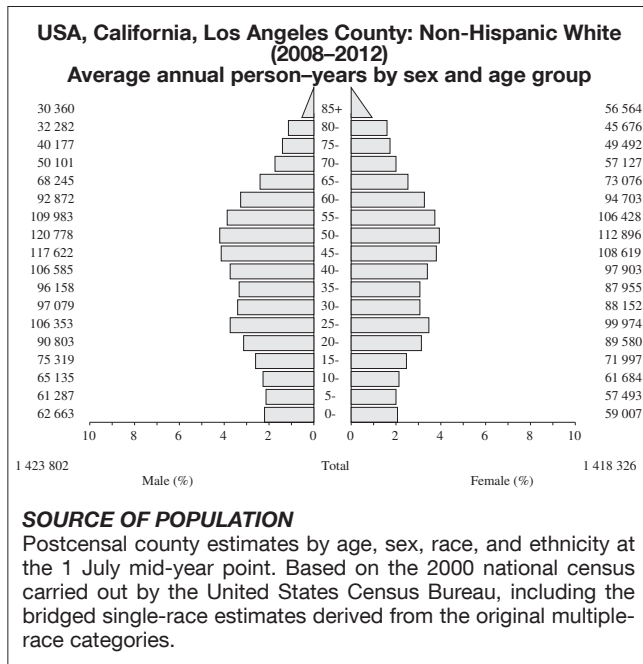 USA, California, Los Angeles County: Non-Hispanic White
(2008–2012)
Average annual person–years by sex and age group
30 360 85+ 56 564
32 282 80- 45 676
40 177 75- 49 492
50 101 70- 57 127
68 245 65- 73 076
92 872 60- 94 703
109 983 55- 106 428
120 778 50- 112 896
117 622 45- 108 619
106 585 40- 97 903
96 158 35- 87 955
97 079 30- 88 152
106 353 25- 99 974
90 803 20- 89 580
75 319 15- 71 997
65 135 10- 61 684
61 287 5- 57 493
62 663 0- 59 007
10 8 6 4 2 0 0 2 4 6 8 10
1 423 802 Total 1 418 326
Male (%) Female (%)
SOURCE OF POPULATION
Postcensal county estimates by age, sex, race, and ethnicity at
the 1 July mid-year point. Based on the 2000 national census
carried out by the United States Census Bureau, including the
bridged single-race estimates derived from the original multiple-
race categories.